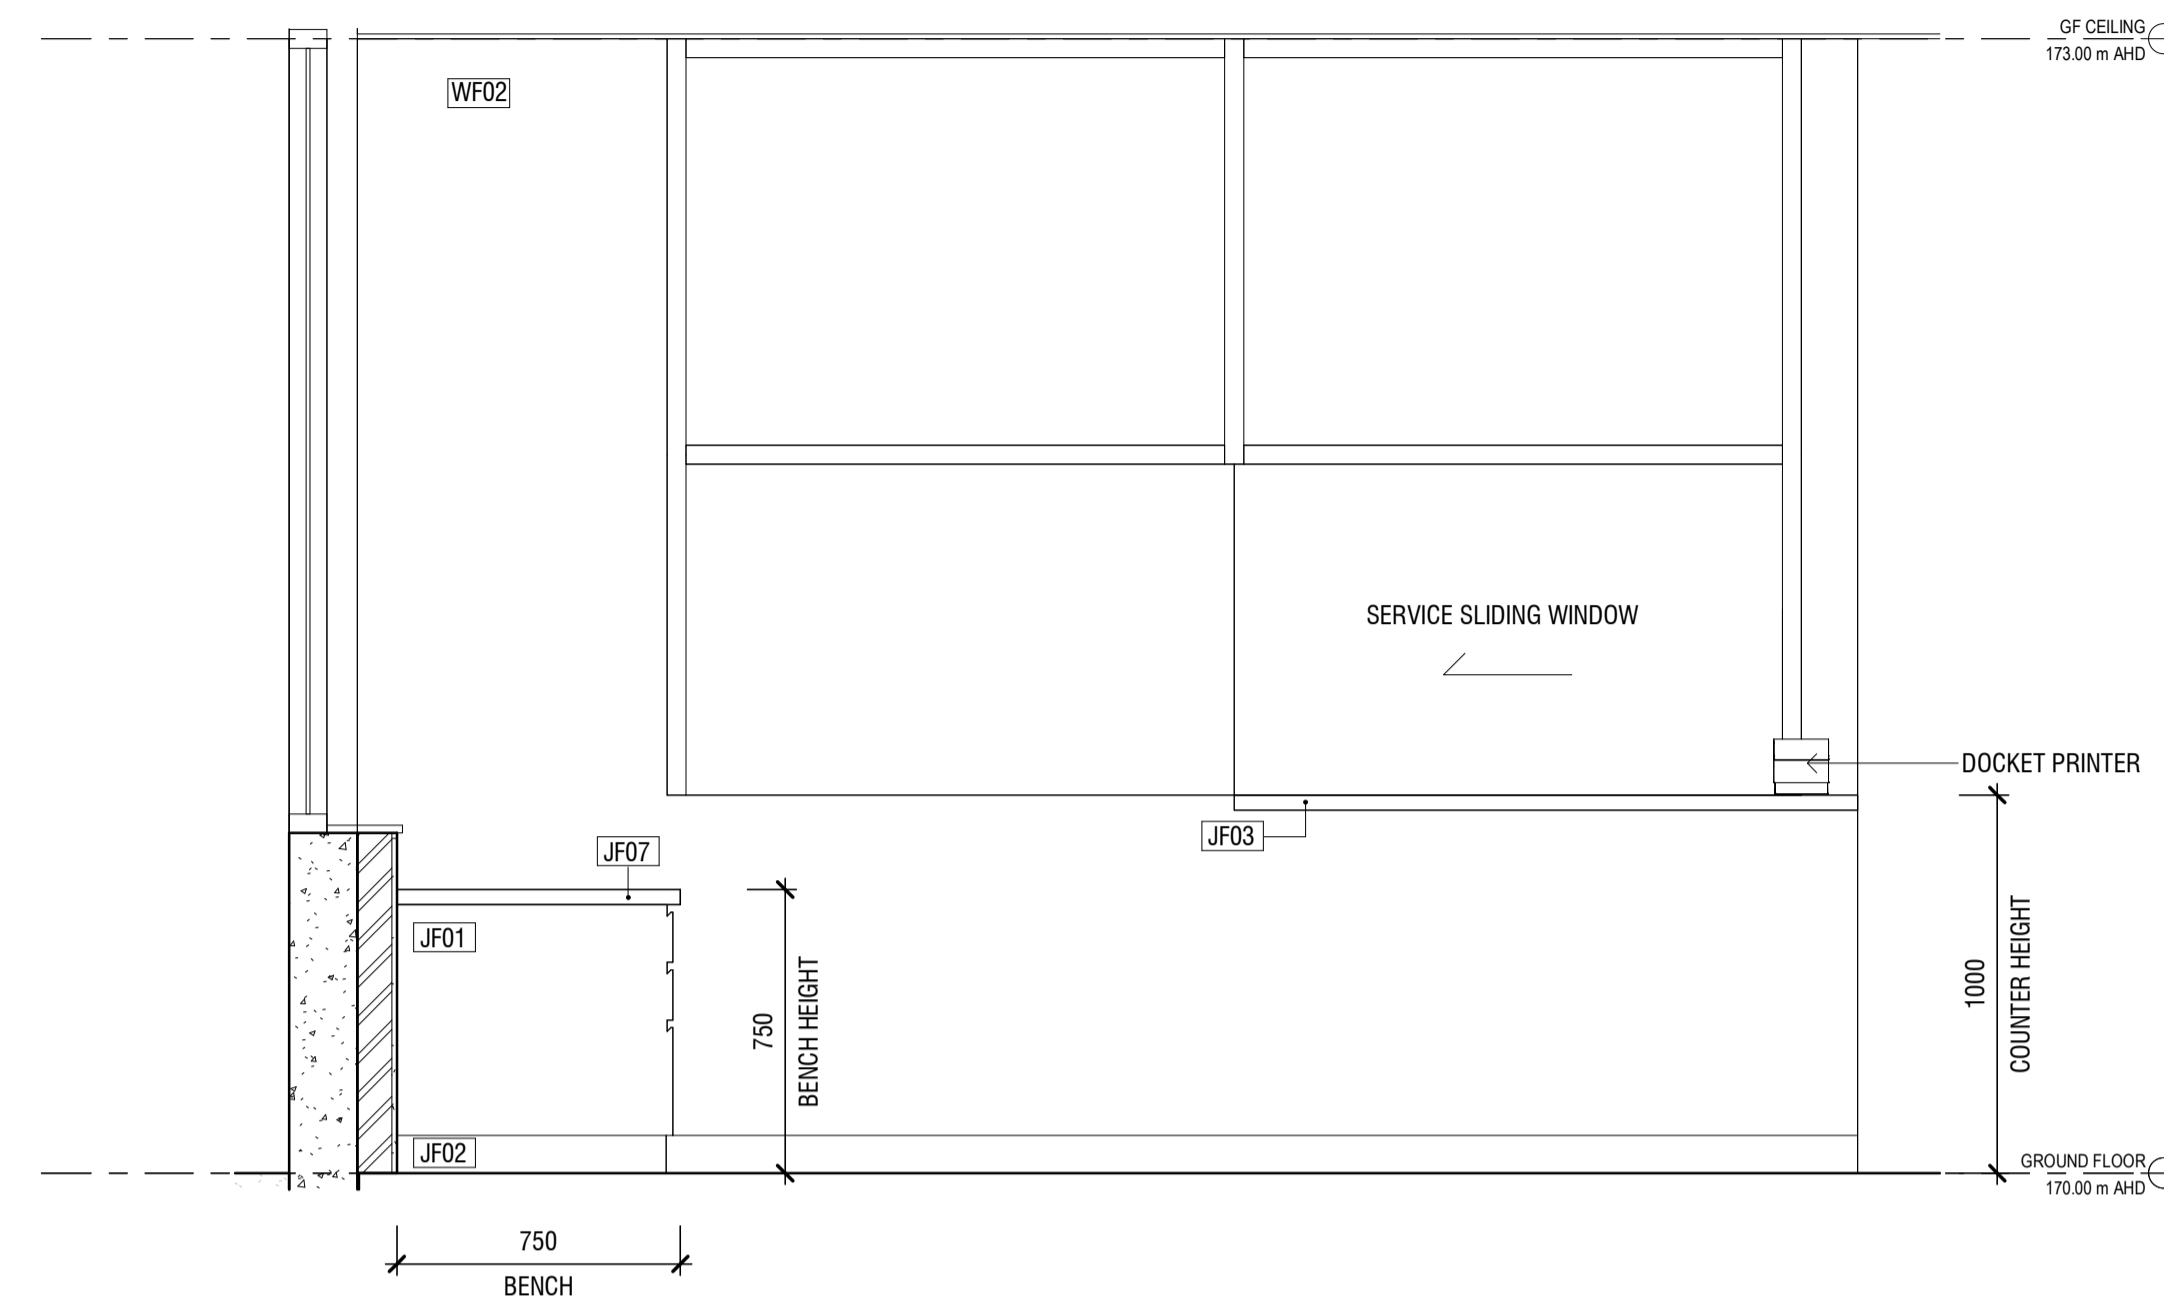 GF CEILING
173.00 m AHD
WF02
SERVICE SLIDING WINDOW
DOCKET PRINTER
JF03
JF07
JF01
750
BENCH HEIGHT
1000
COUNTER HEIGHT
JF02
GROUND FLOOR
170.00 m AHD
750
BENCH